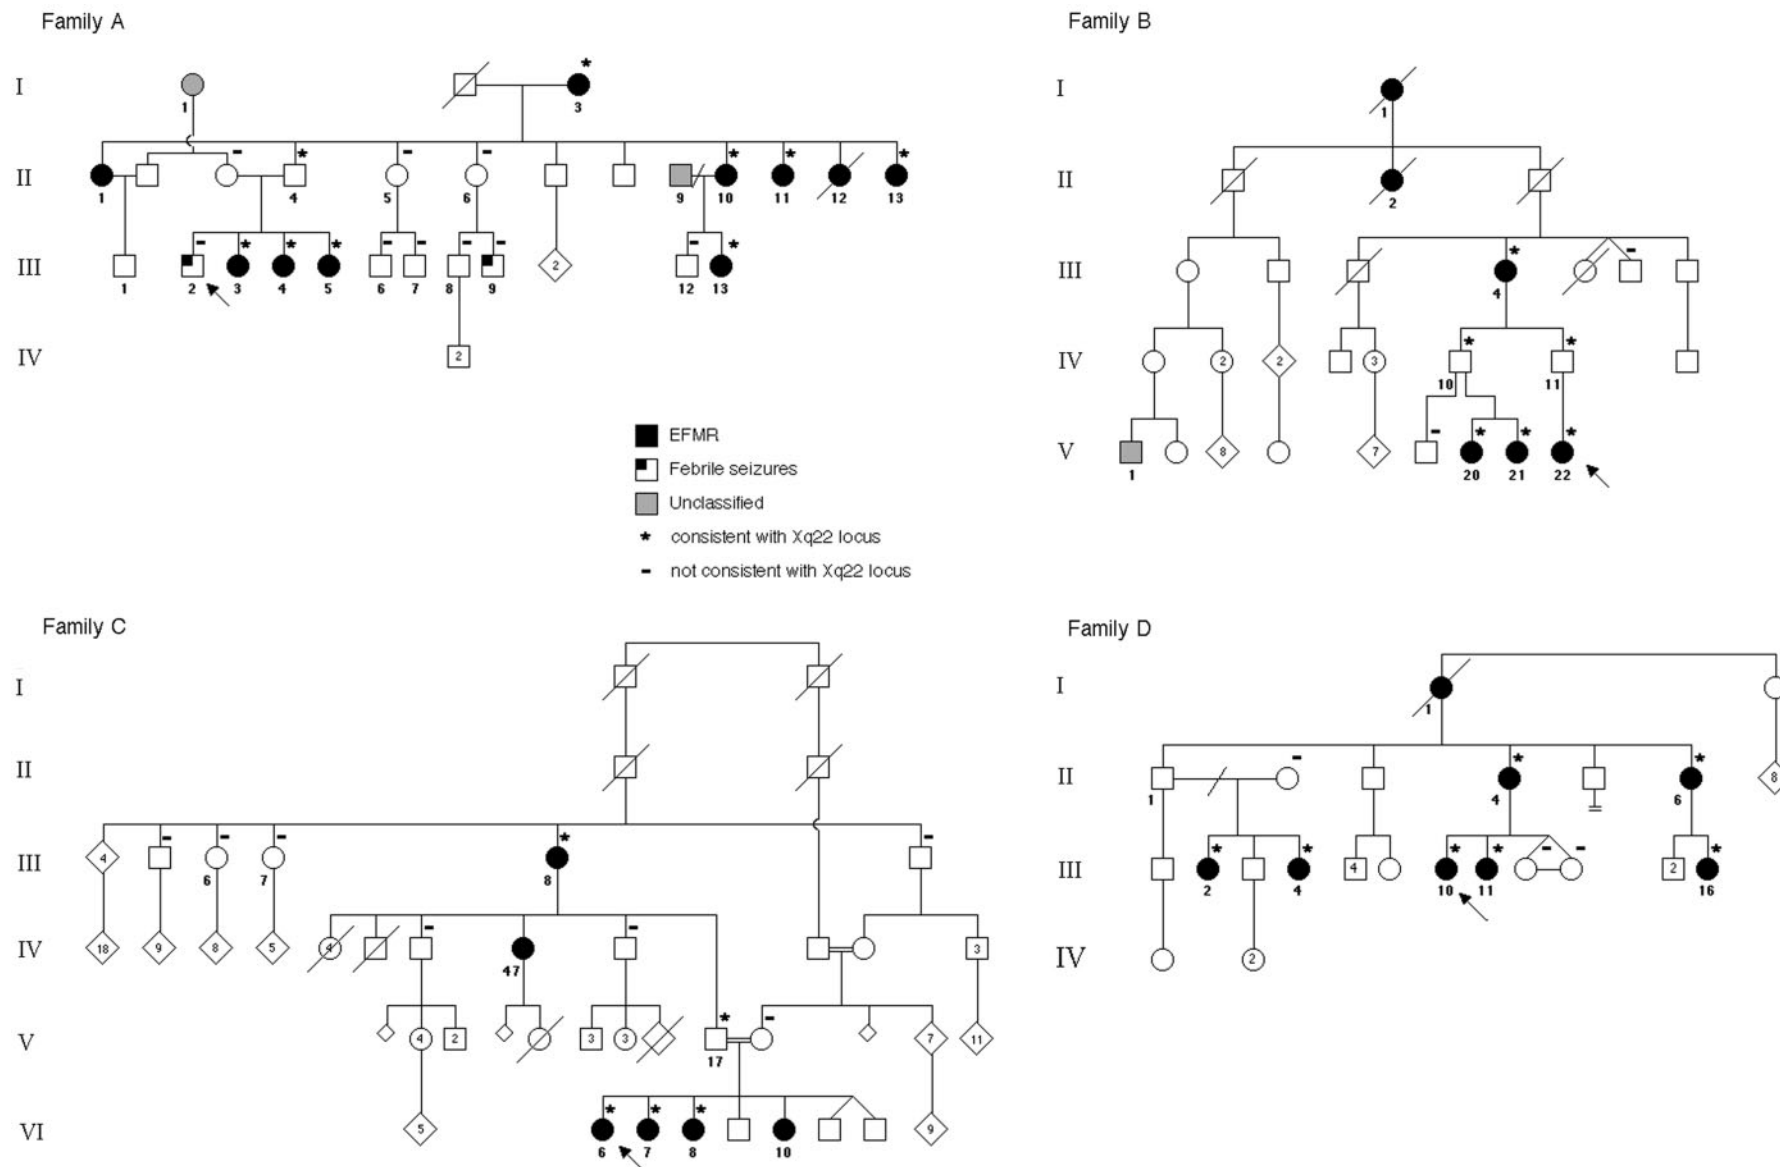 Family A
I
1 3
*
II
- * - - * * *
1 4 5 6 9 10 11 12 13
III
- * * * - - - - - *
1 2 3 4 5 6 7 8 9 2 12 13
IV
2
Family B
I
1
II
2
III
* -
4
IV
* *
2 2 3
10 11
V
- * * *
8 7
1 20 21 22
EFMR
Febrile seizures
Unclassified
* consistent with Xq22 locus
- not consistent with Xq22 locus
Family C
I
II
III
- - - * -
4
6 7 8
IV
- -
18 9 8 5 4 3
47
V
* -
4 2 3 3 7 11
17
VI
* * *
5 9
6 7 8 10
Family D
I
1
II
- * *
8
1 4 6
III
* * * * - - *
4 2
2 4 10 11 16
IV
2